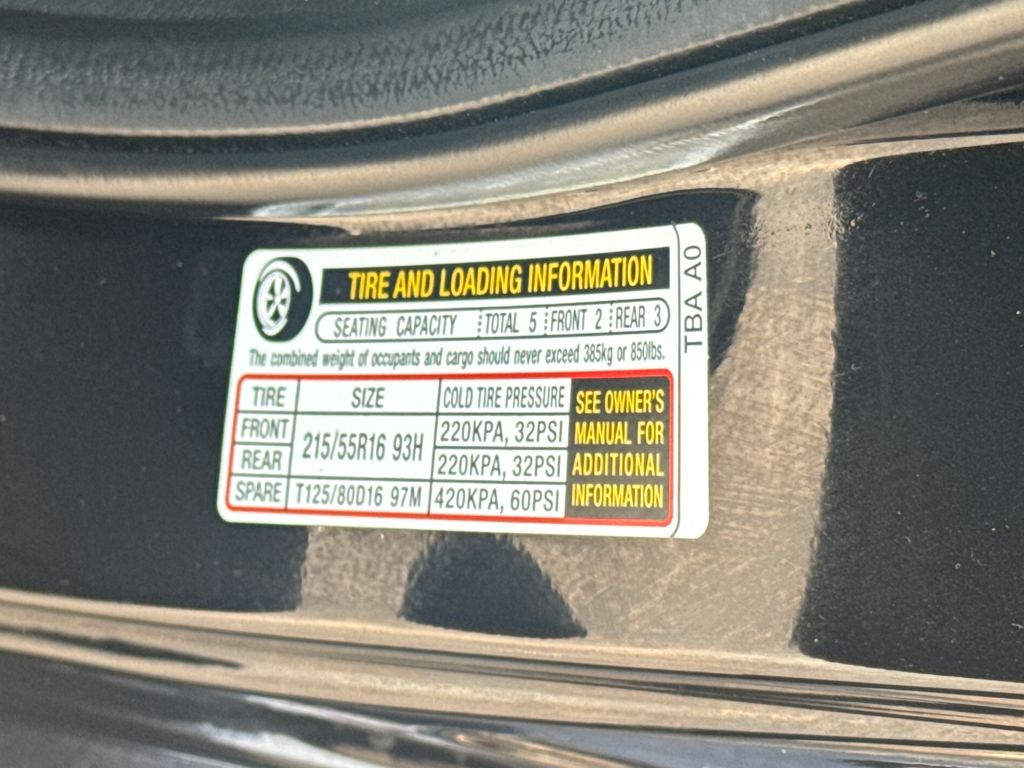 TIRE AND LOADING INFORMATION
SEATING CAPACITY TOTAL 5 FRONT 2 REAR 3
The combined weight of occupants and cargo should never exceed 385kg or 850lbs.
TIRE SIZE COLD TIRE PRESSURE
FRONT 215/55R16 93H 220KPA, 32PSI
REAR 220KPA, 32PSI
SPARE T125/80D16 97M 420KPA, 60PSI
SEE OWNER'S
MANUAL FOR
ADDITIONAL
INFORMATION
TBA A0